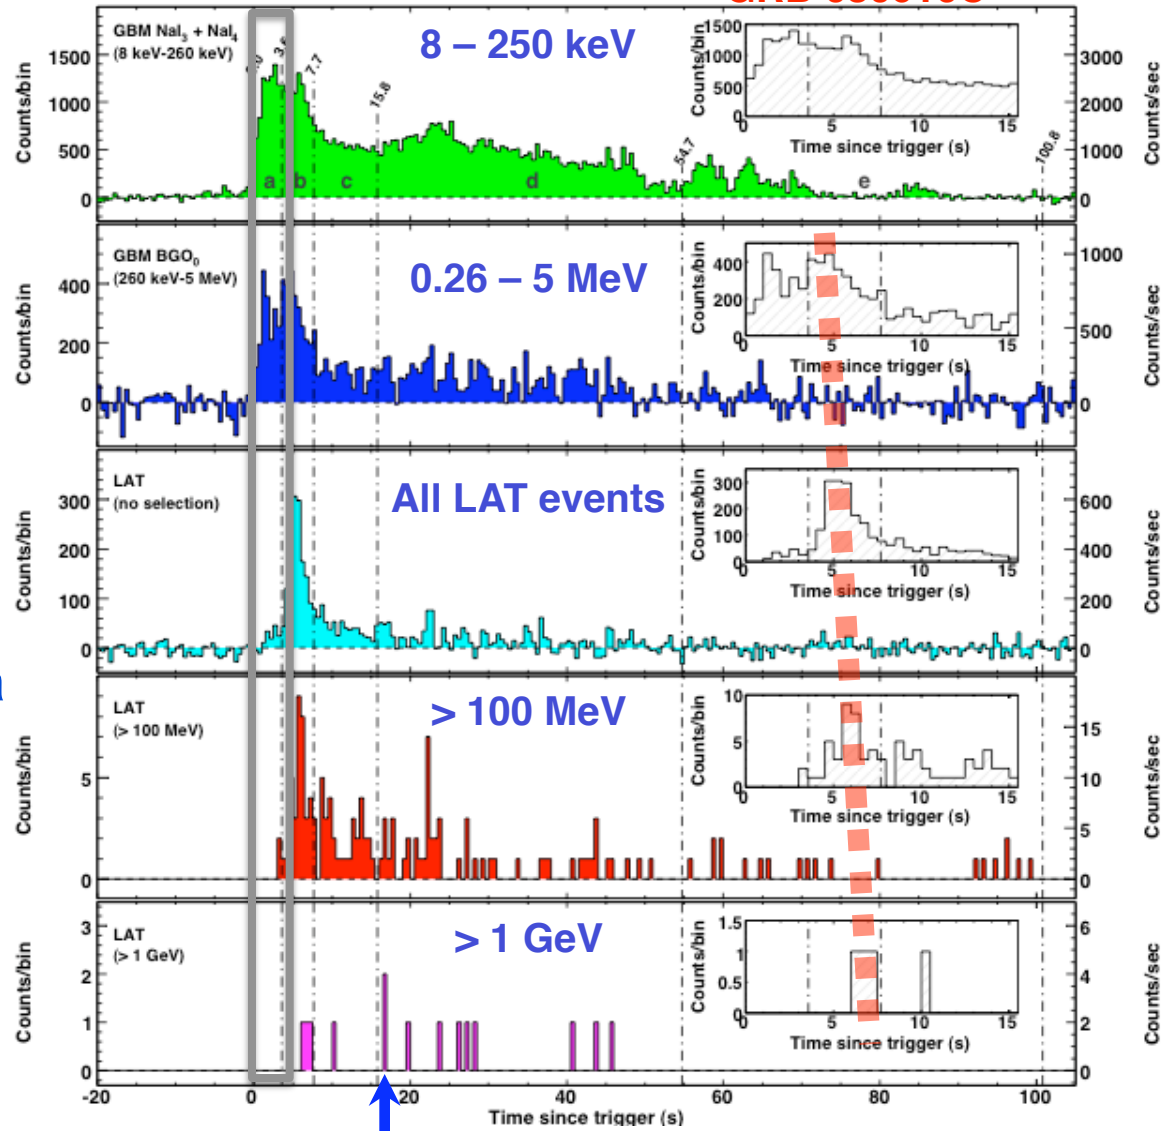 GBM NaI3 + NaI4
(8 keV-260 keV)
8 – 250 keV
Counts/bin
1500
1000
500
0
3000
2000
1000
0
Counts/sec
7.7
15.8
54.7
100.8
a
b
c
d
e
Counts/bin
1500
1000
500
0
0
5
10
15
Time since trigger (s)
GBM BGO0
(260 keV-5 MeV)
0.26 – 5 MeV
Counts/bin
400
200
0
1000
500
0
Counts/sec
Counts/bin
400
200
0
0
5
10
15
Time since trigger (s)
LAT
(no selection)
All LAT events
Counts/bin
300
200
100
0
600
400
200
0
Counts/sec
Counts/bin
300
200
100
0
0
5
10
15
Time since trigger (s)
LAT
(> 100 MeV)
> 100 MeV
Counts/bin
5
0
15
10
5
0
Counts/sec
Counts/bin
10
5
0
0
5
10
15
Time since trigger (s)
LAT
(> 1 GeV)
> 1 GeV
Counts/bin
3
2
1
0
6
4
2
0
Counts/sec
Counts/bin
1.5
1
0.5
0
0
5
10
15
Time since trigger (s)
-20
0
20
40
60
80
100
Time since trigger (s)